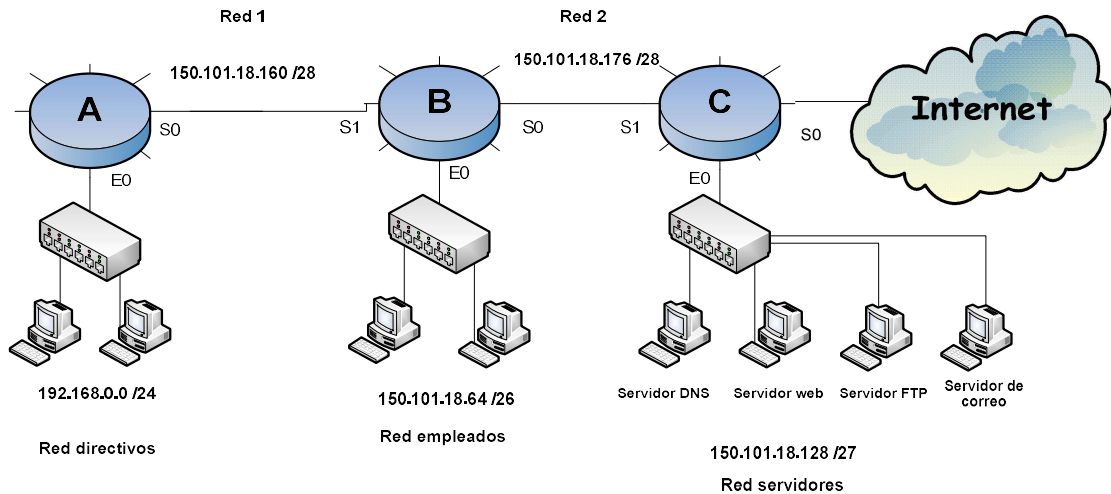 Red 1
Red 2
150.101.18.160 /28
150.101.18.176 /28
A
B
C
Internet
S0
S1
S0
S1
S0
E0
E0
E0
192.168.0.0 /24
150.101.18.64 /26
Servidor DNS
Servidor web
Servidor FTP
Servidor de
correo
Red directivos
Red empleados
150.101.18.128 /27
Red servidores